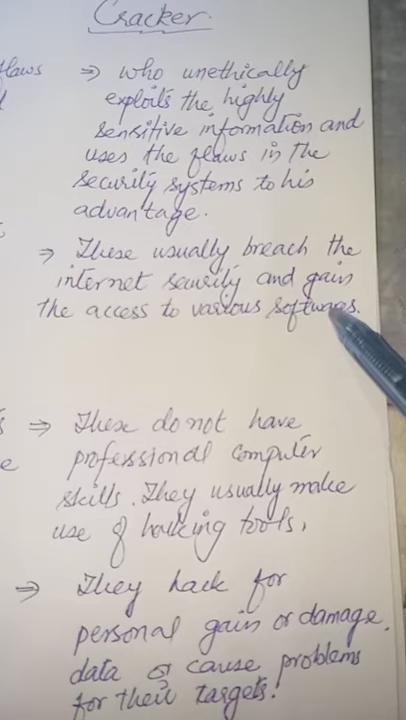 Cracker
flaws ⇒ who unethically
exploits the highly
sensitive information and
uses the flaws in the
security systems to his
advantage.
⇒ These usually breach the
internet security and gain
the access to various softwares.
⇒ These do not have
professional computer
skills. They usually make
use of hacking tools,
⇒ They hack for
personal gain or damage
data or cause problems
for their targets!